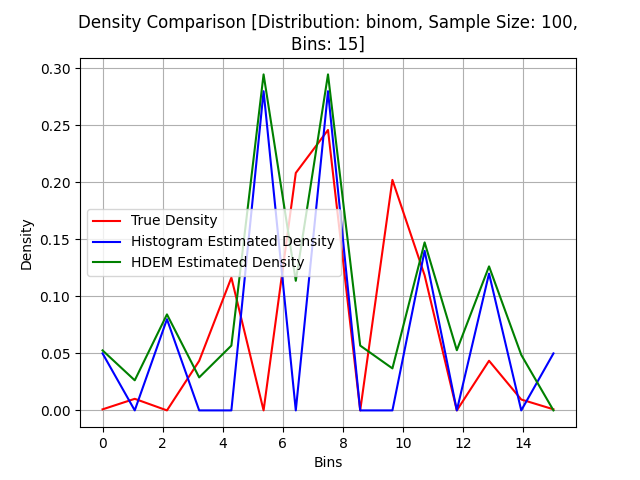 Density Comparison [Distribution: binom, Sample Size: 100,
Bins: 15]
0.30
0.25
0.20
0.15
0.10
0.05
0.00
Density
True Density
Histogram Estimated Density
HDEM Estimated Density
0 2 4 6 8 10 12 14
Bins